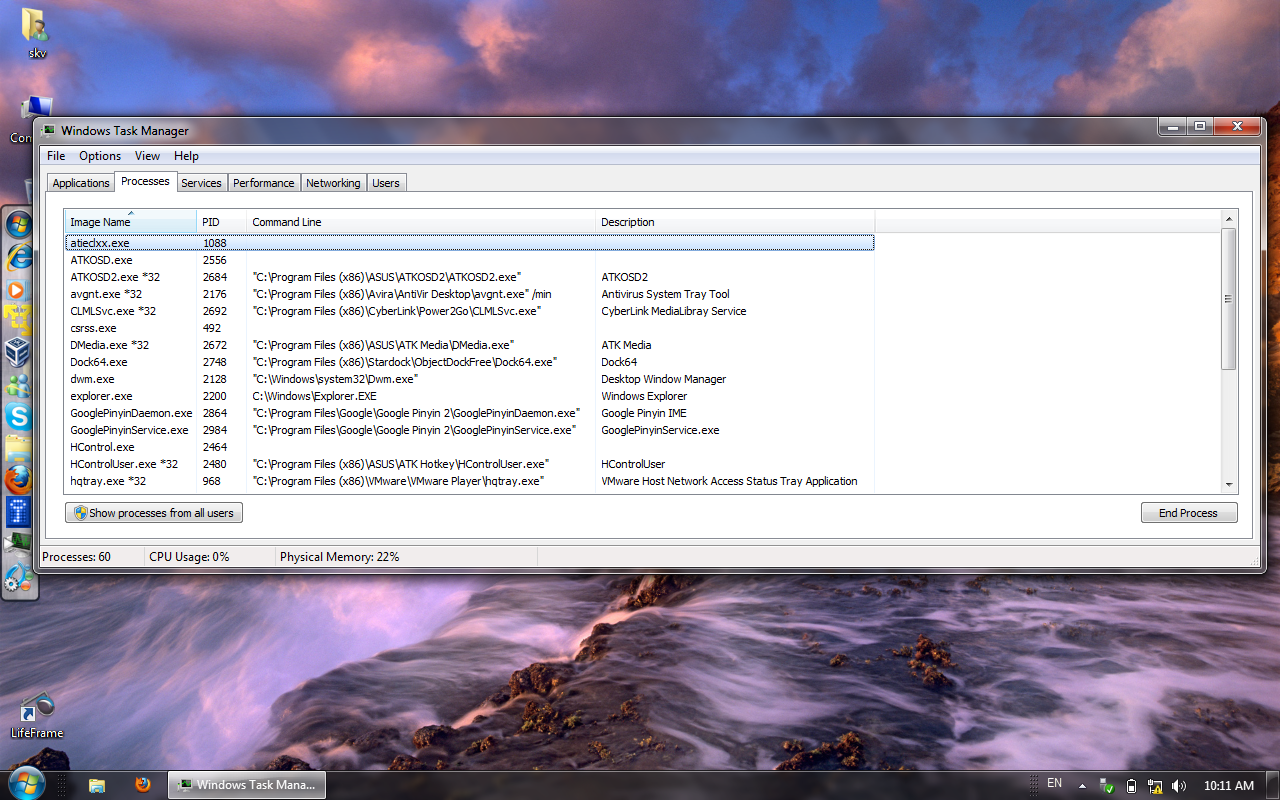 skv
Windows Task Manager
File Options View Help
Applications Processes Services Performance Networking Users
Image Name PID Command Line Description
atieclxx.exe 1088
ATKOSD.exe 2556
ATKOSD2.exe *32 2684 "C:\Program Files (x86)\ASUS\ATKOSD2\ATKOSD2.exe" ATKOSD2
avgnt.exe *32 2176 "C:\Program Files (x86)\Avira\AntiVir Desktop\avgnt.exe" /min Antivirus System Tray Tool
CLMLSvc.exe *32 2692 "C:\Program Files (x86)\CyberLink\Power2Go\CLMLSvc.exe" CyberLink MediaLibray Service
csrss.exe 492
DMedia.exe *32 2672 "C:\Program Files (x86)\ASUS\ATK Media\DMedia.exe" ATK Media
Dock64.exe 2748 "C:\Program Files (x86)\Stardock\ObjectDockFree\Dock64.exe" Dock64
dwm.exe 2128 "C:\Windows\system32\Dwm.exe" Desktop Window Manager
explorer.exe 2200 C:\Windows\Explorer.EXE Windows Explorer
GooglePinyinDaemon.exe 2864 "C:\Program Files\Google\Google Pinyin 2\GooglePinyinDaemon.exe" Google Pinyin IME
GooglePinyinService.exe 2984 "C:\Program Files\Google\Google Pinyin 2\GooglePinyinService.exe" GooglePinyinService.exe
HControl.exe 2464
HControlUser.exe *32 2480 "C:\Program Files (x86)\ASUS\ATK Hotkey\HControlUser.exe" HControlUser
hqtray.exe *32 968 "C:\Program Files (x86)\VMware\VMware Player\hqtray.exe" VMware Host Network Access Status Tray Application
Show processes from all users End Process
Processes: 60 CPU Usage: 0% Physical Memory: 22%
LifeFrame
Windows Task Mana... EN 10:11 AM